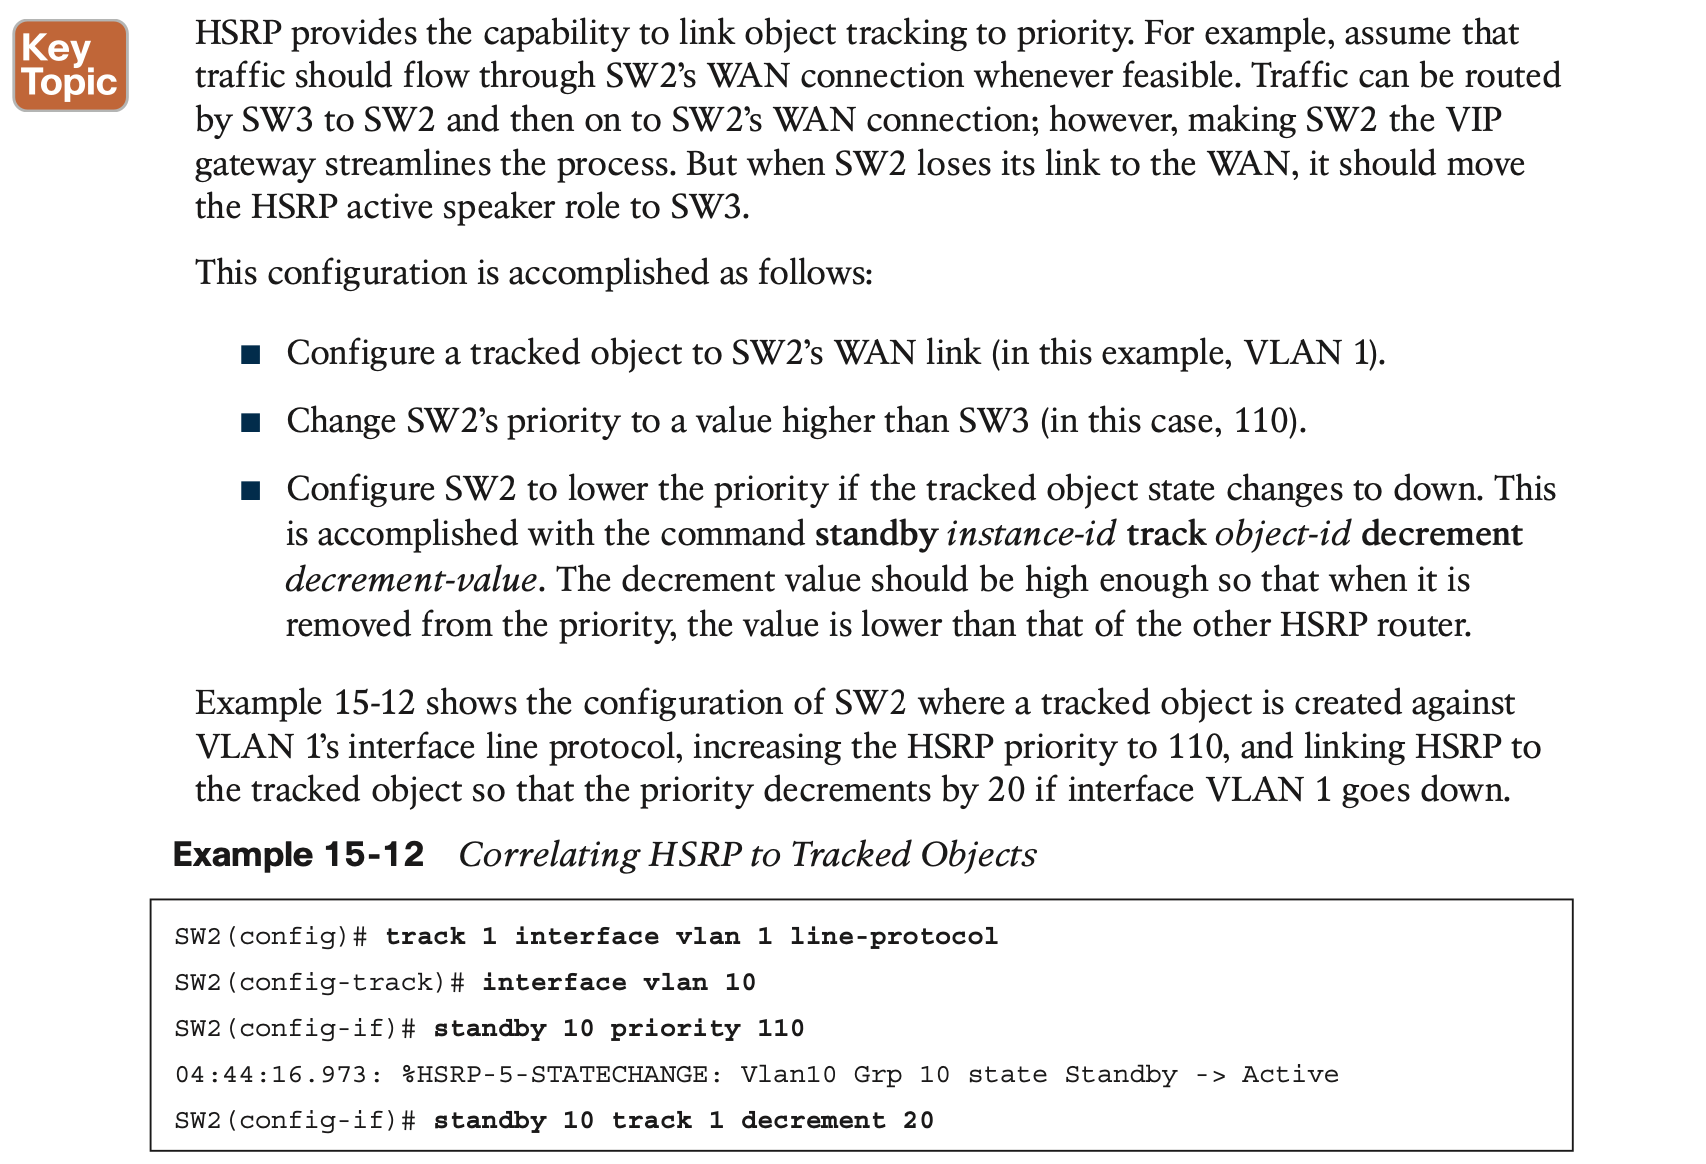 Key
Topic
HSRP provides the capability to link object tracking to priority. For example, assume that
traffic should flow through SW2’s WAN connection whenever feasible. Traffic can be routed
by SW3 to SW2 and then on to SW2’s WAN connection; however, making SW2 the VIP
gateway streamlines the process. But when SW2 loses its link to the WAN, it should move
the HSRP active speaker role to SW3.
This configuration is accomplished as follows:
■ Configure a tracked object to SW2’s WAN link (in this example, VLAN 1).
■ Change SW2’s priority to a value higher than SW3 (in this case, 110).
■ Configure SW2 to lower the priority if the tracked object state changes to down. This
is accomplished with the command standby instance-id track object-id decrement
decrement-value. The decrement value should be high enough so that when it is
removed from the priority, the value is lower than that of the other HSRP router.
Example 15-12 shows the configuration of SW2 where a tracked object is created against
VLAN 1’s interface line protocol, increasing the HSRP priority to 110, and linking HSRP to
the tracked object so that the priority decrements by 20 if interface VLAN 1 goes down.
Example 15-12 Correlating HSRP to Tracked Objects
SW2(config)# track 1 interface vlan 1 line-protocol
SW2(config-track)# interface vlan 10
SW2(config-if)# standby 10 priority 110
04:44:16.973: %HSRP-5-STATECHANGE: Vlan10 Grp 10 state Standby -> Active
SW2(config-if)# standby 10 track 1 decrement 20